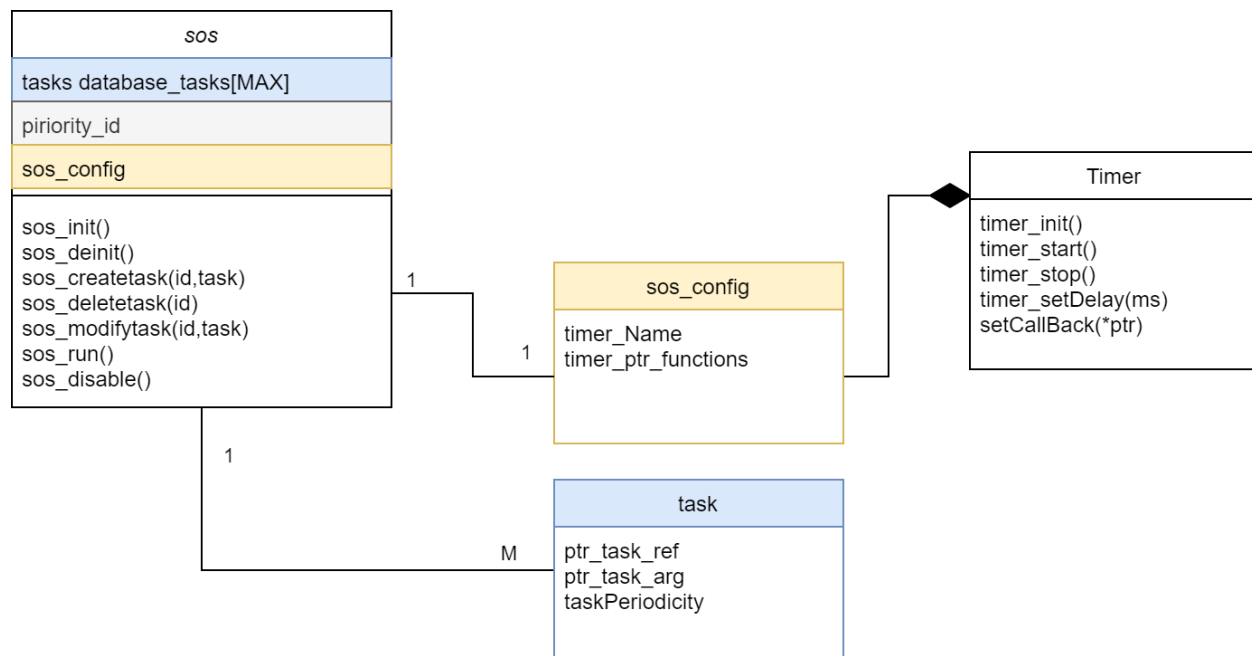 sos
tasks database_tasks[MAX]
piriority_id
sos_config
sos_init()
sos_deinit()
sos_createtask(id,task)
sos_deletetask(id)
sos_modifytask(id,task)
sos_run()
sos_disable()
1
1
sos_config
timer_Name
timer_ptr_functions
Timer
timer_init()
timer_start()
timer_stop()
timer_setDelay(ms)
setCallBack(*ptr)
1
M
task
ptr_task_ref
ptr_task_arg
taskPeriodicity